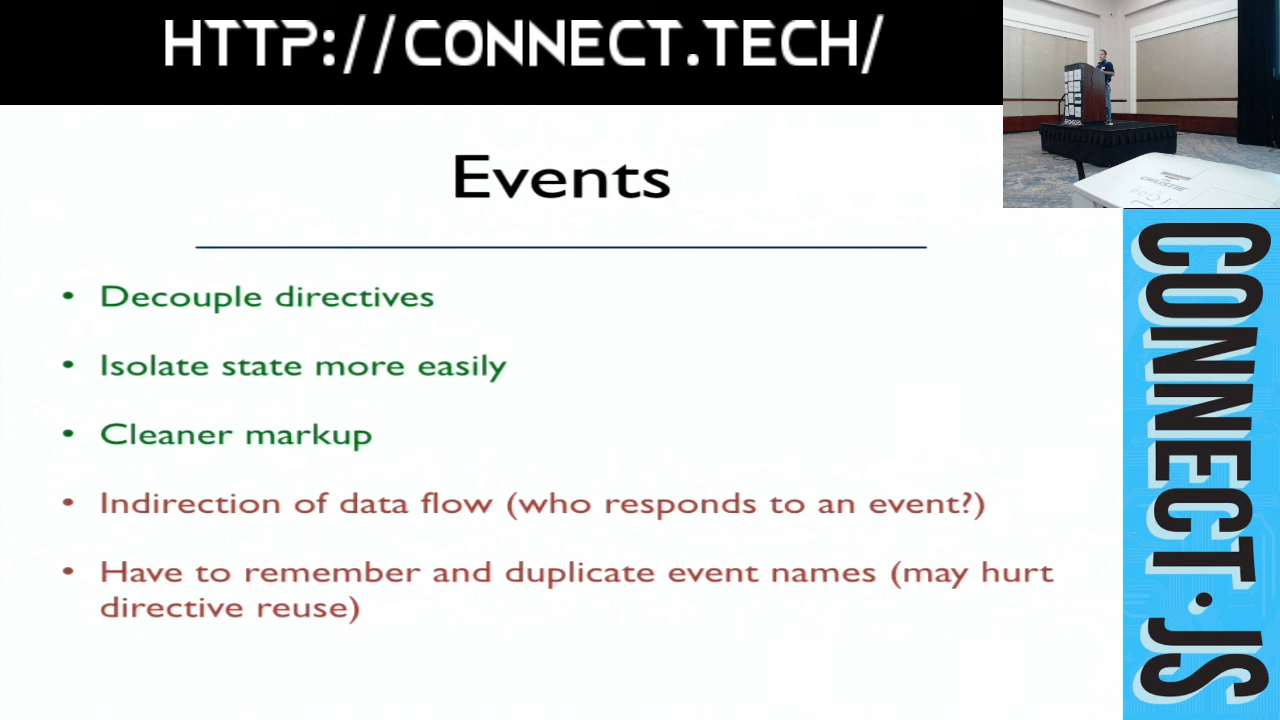 HTTP://CONNECT.TECH/
Events
• Decouple directives
• Isolate state more easily
• Cleaner markup
• Indirection of data flow (who responds to an event?)
• Have to remember and duplicate event names (may hurt
directive reuse)
CHRISTIE
CONNECT.JS